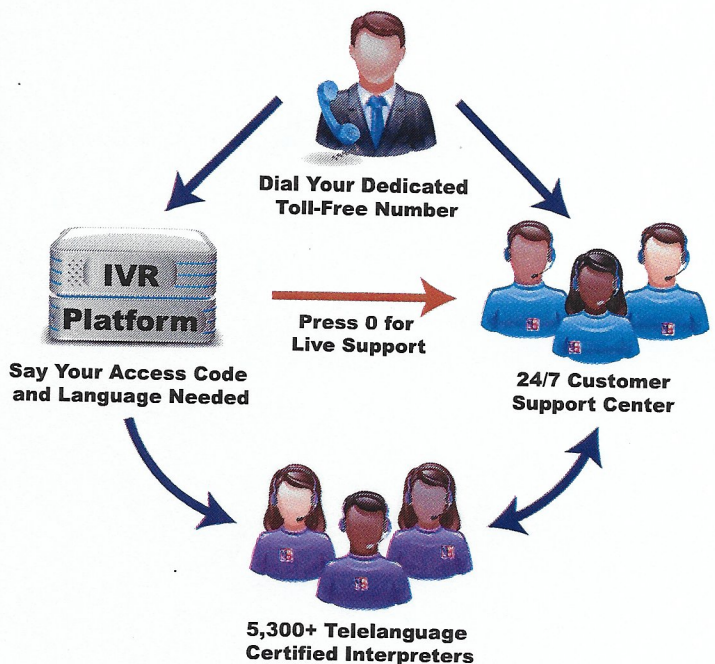 Dial Your Dedicated
Toll-Free Number
IVR
Platform
Press 0 for
Live Support
Say Your Access Code
and Language Needed
24/7 Customer
Support Center
5,300+ Telelanguage
Certified Interpreters